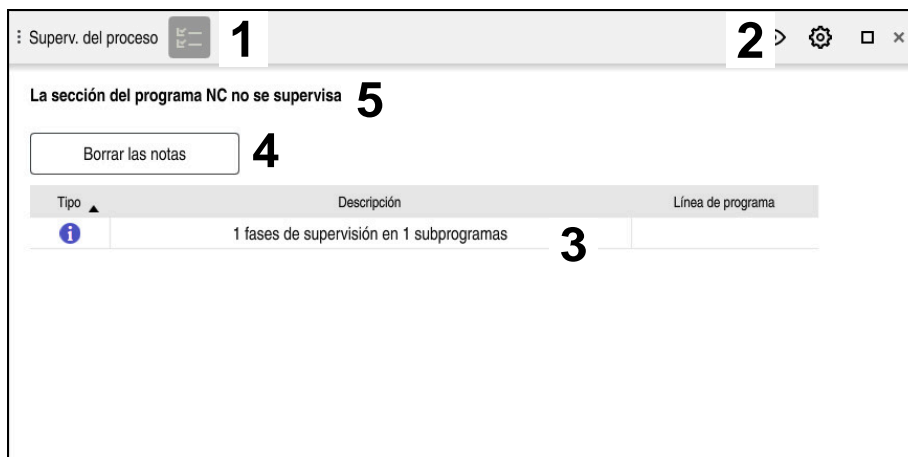 Superv. del proceso 1 2
La sección del programa NC no se supervisa 5
Borrar las notas 4
Tipo Descripción Línea de programa
1 fases de supervisión en 1 subprogramas 3